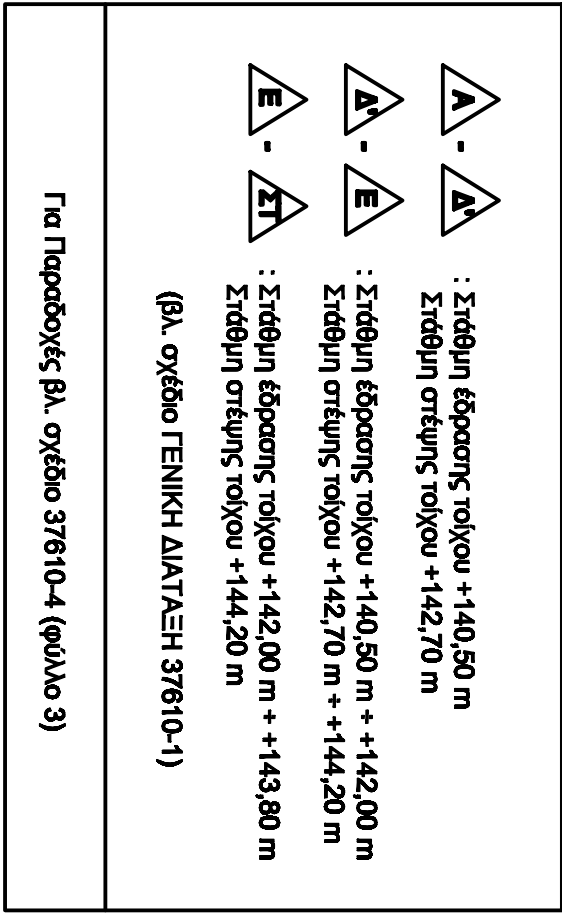 Α - Δ' : Στάθμη έδρασης τοίχου +140,50 m
Στάθμη στέψης τοίχου +142,70 m
Δ' - Ε : Στάθμη έδρασης τοίχου +140,50 m ÷ +142,00 m
Στάθμη στέψης τοίχου +142,70 m ÷ +144,20 m
Ε - ΣΤ : Στάθμη έδρασης τοίχου +142,00 m ÷ +143,80 m
Στάθμη στέψης τοίχου +144,20 m
(βλ. σχέδιο ΓΕΝΙΚΗ ΔΙΑΤΑΞΗ 37610-1)
Για Παραδοχές βλ. σχέδιο 37610-4 (φύλλο 3)